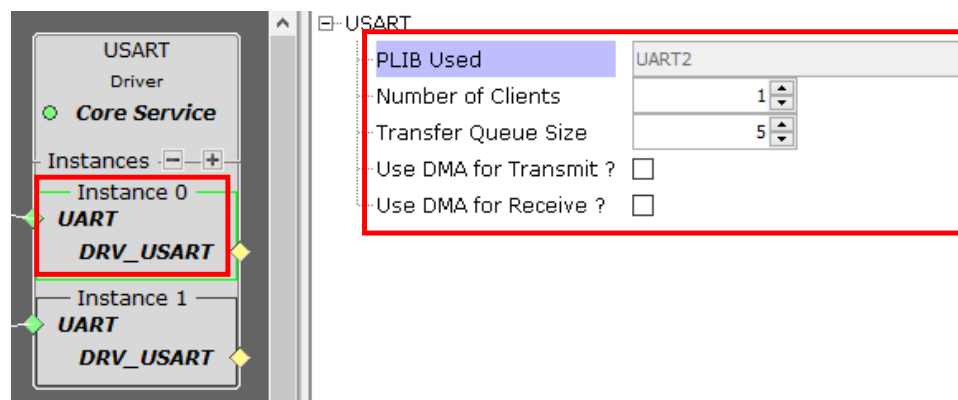 USART
Driver
Core Service
Instances - +
Instance 0
UART
DRV_USART
Instance 1
UART
DRV_USART
USART
PLIB Used UART2
Number of Clients 1
Transfer Queue Size 5
Use DMA for Transmit ?
Use DMA for Receive ?